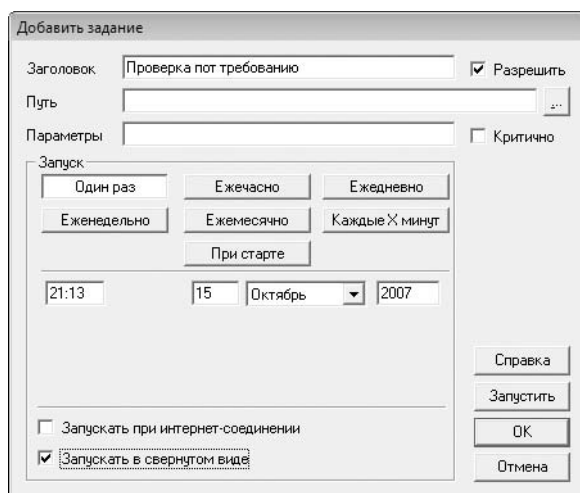 Добавить задание
Заголовок Проверка пот требованию Разрешить
Путь ...
Параметры Критично
Запуск
Один раз Ежечасно Ежедневно
Еженедельно Ежемесячно Каждые X минут
При старте
21:13 15 Октябрь 2007
Справка
Запустить
Запускать при интернет-соединении
OK
Запускать в свернутом виде
Отмена